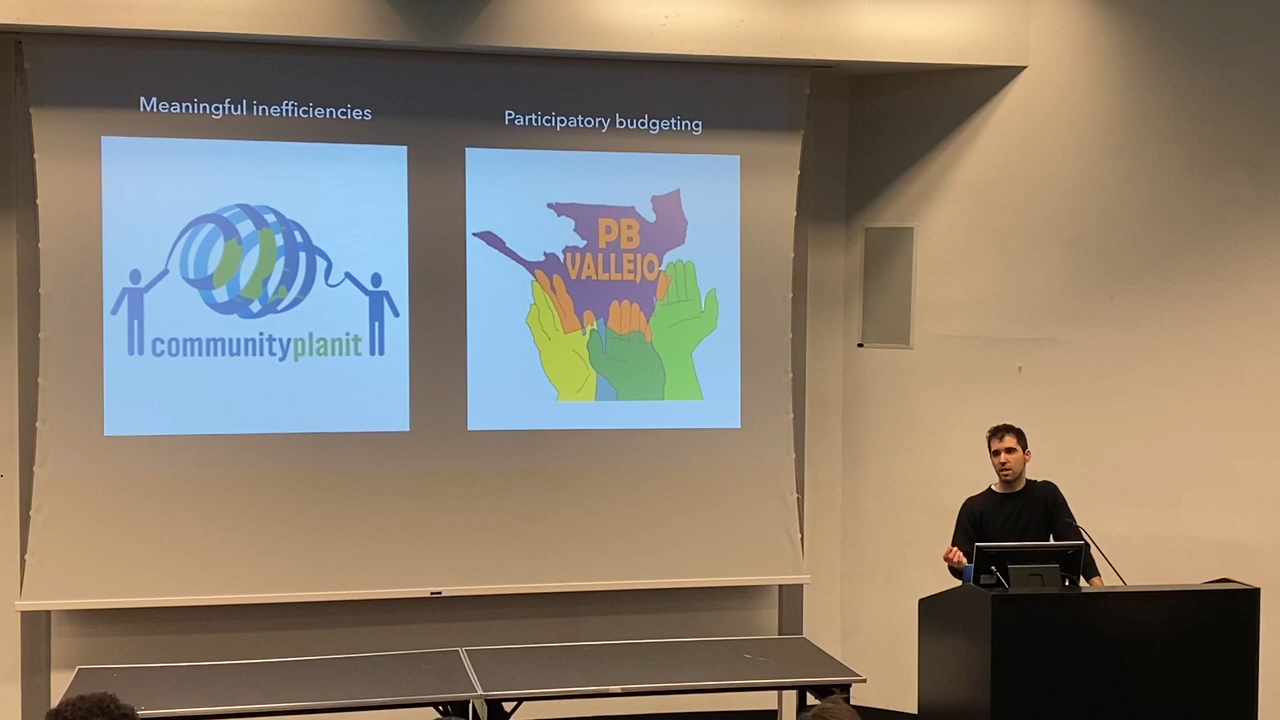 Meaningful inefficiencies
Participatory budgeting
communityplanit
PB
VALLEJO